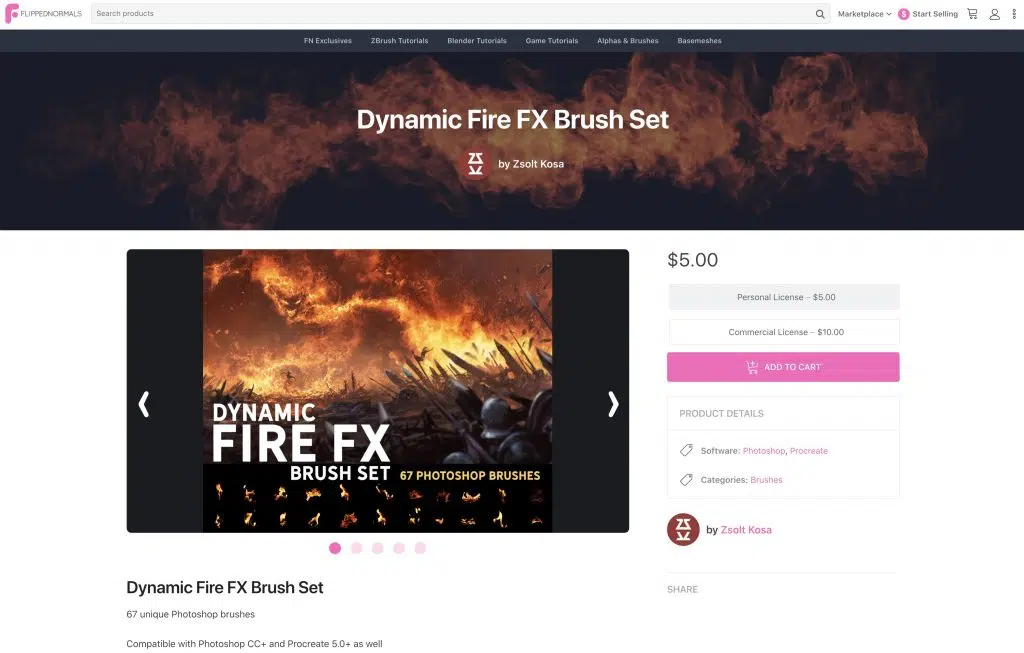 FLIPPEDNORMALS
Search products
Marketplace
$ Start Selling
FN Exclusives ZBrush Tutorials Blender Tutorials Game Tutorials Alphas & Brushes Basemeshes
Dynamic Fire FX Brush Set
by Zsolt Kosa
DYNAMIC
FIRE FX
BRUSH SET 67 PHOTOSHOP BRUSHES
$5.00
Personal License – $5.00
Commercial License – $10.00
ADD TO CART
PRODUCT DETAILS
Software: Photoshop, Procreate
Categories: Brushes
by Zsolt Kosa
SHARE
Dynamic Fire FX Brush Set
67 unique Photoshop brushes
Compatible with Photoshop CC+ and Procreate 5.0+ as well